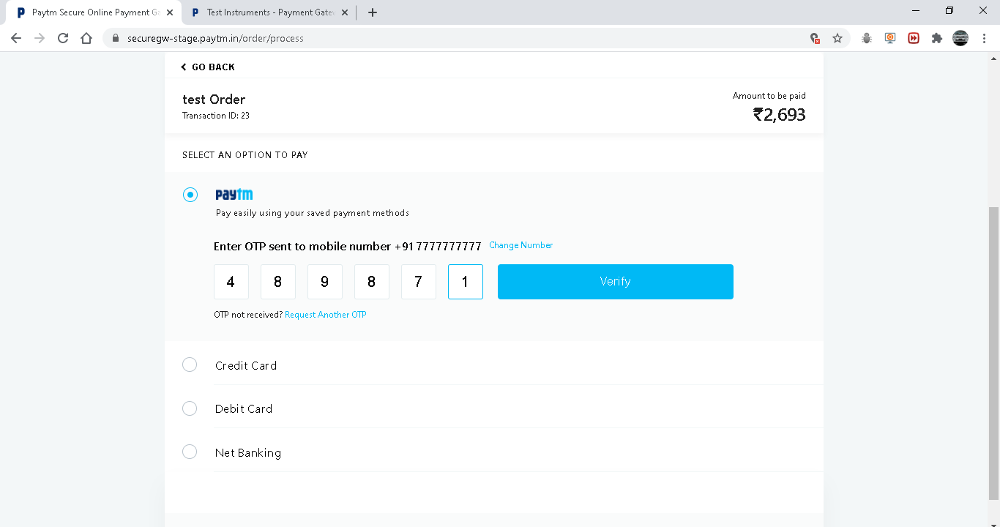 Paytm Secure Online Payment Ga
Test Instruments - Payment Gatew
securegw-stage.paytm.in/order/process
GO BACK
test Order
Transaction ID: 23
Amount to be paid
₹2,693
SELECT AN OPTION TO PAY
paytm
Pay easily using your saved payment methods
Enter OTP sent to mobile number +91 7777777777 Change Number
4 8 9 8 7 1 Verify
OTP not received? Request Another OTP
Credit Card
Debit Card
Net Banking